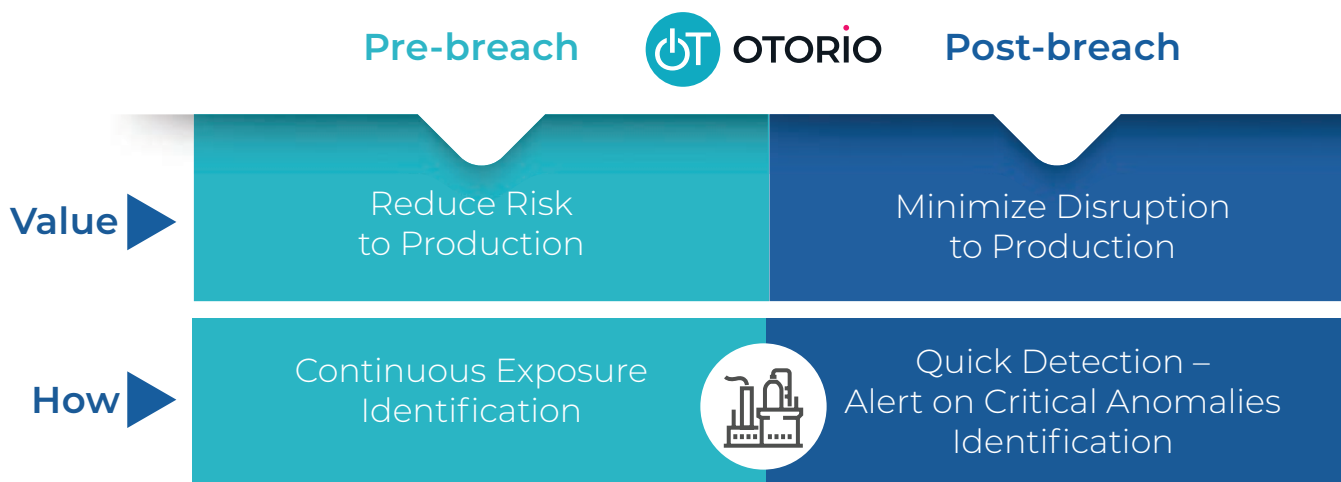 Pre-breach
OT OTORIO
Post-breach
Value
Reduce Risk
to Production
Minimize Disruption
to Production
How
Continuous Exposure
Identification
Quick Detection –
Alert on Critical Anomalies
Identification